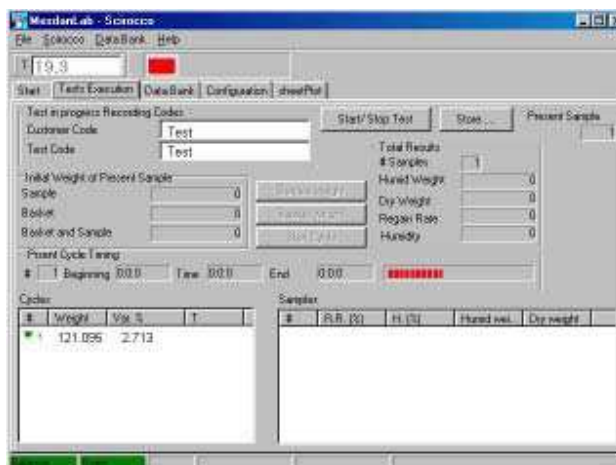 MesdanLab - Scirocco
File Scirocco DataBank Help
T 19,9
Start Tests Execution DataBank Configuration sheetPlot
Test in progress Recording Codes
Customer Code Test
Test Code Test
Start/Stop Test Store ... Present Sample
1
Total Results
# Samples 1
Humid Weight 0
Dry Weight 0
Regain Rate 0
Humidity 0
Initial Weight of Present Sample
Sample 0
Basket 0
Basket and Sample 0
Present Cycle Timing
# 1 Beginning 0:0:0 Time 0:0:0 End 0:0:0
Cycles
# Weight Var. % T
1 121.096 2.713
Samples
# R.R. (%) H. (%) Humid wei... Dry weight